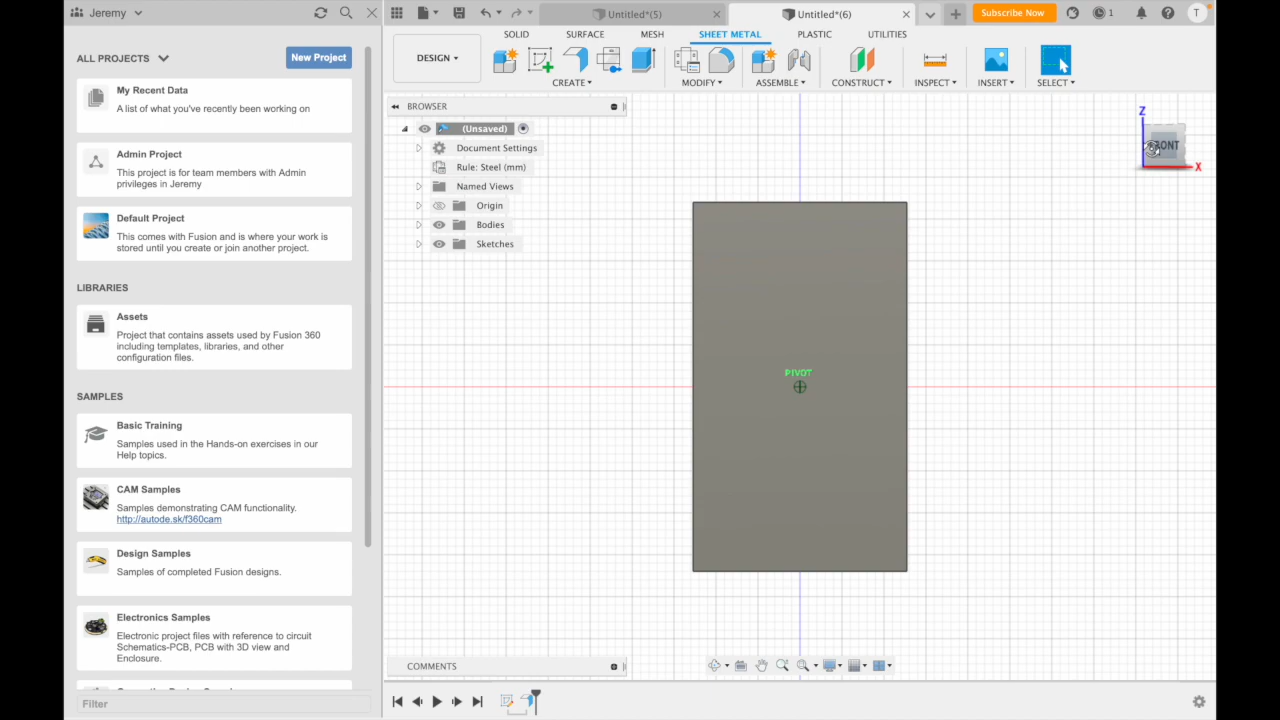 Jeremy
Untitled*(5)
Untitled*(6)
Subscribe Now
1
T
ALL PROJECTS
New Project
My Recent Data
A list of what you've recently been working on
Admin Project
This project is for team members with Admin
privileges in Jeremy
Default Project
This comes with Fusion and is where your work is
stored until you create or join another project.
LIBRARIES
Assets
Project that contains assets used by Fusion 360
including templates, libraries, and other
configuration files.
SAMPLES
Basic Training
Samples used in the Hands-on exercises in our
Help topics.
CAM Samples
Samples demonstrating CAM functionality.
http://autode.sk/f360cam
Design Samples
Samples of completed Fusion designs.
Electronics Samples
Electronic project files with reference to circuit
Schematics-PCB, PCB with 3D view and
Enclosure.
Filter
DESIGN
SOLID
SURFACE
MESH
SHEET METAL
PLASTIC
UTILITIES
CREATE
MODIFY
ASSEMBLE
CONSTRUCT
INSPECT
INSERT
SELECT
BROWSER
(Unsaved)
Document Settings
Rule: Steel (mm)
Named Views
Origin
Bodies
Sketches
Z
FRONT
X
PIVOT
COMMENTS